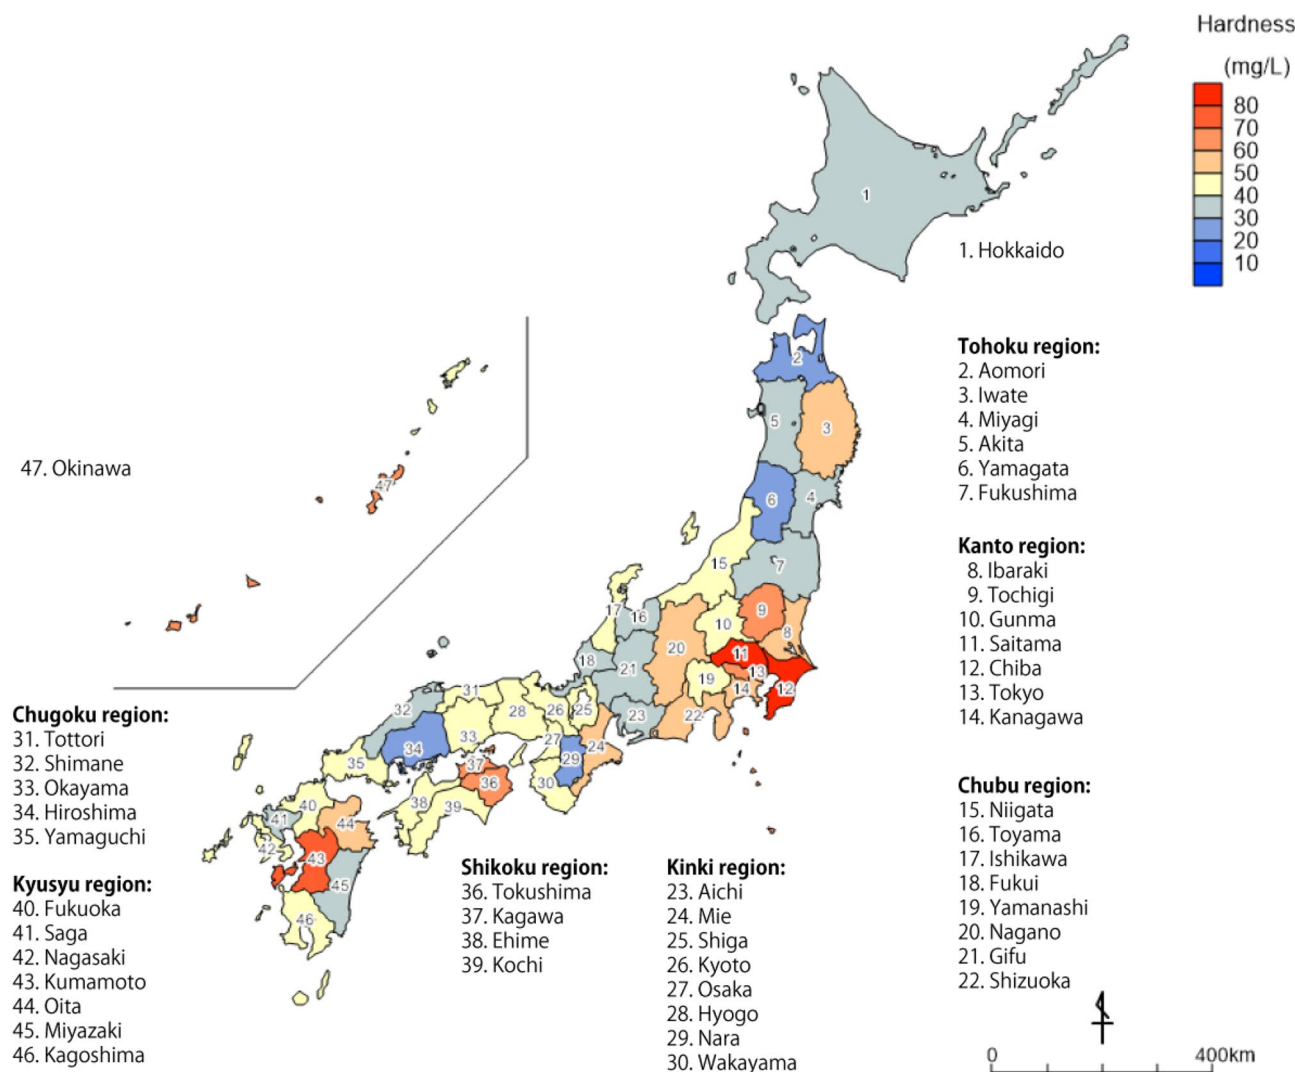 Hardness
(mg/L)
80
70
60
50
40
30
20
10
1
1. Hokkaido
2
3
5
4
6
7
15
17
16
9
10
8
11
13
12
14
20
19
18
21
23
22
47. Okinawa
47
31
32
28
26
25
33
27
24
34
29
35
37
36
30
38
39
40
41
44
42
43
45
46
Tohoku region:
2. Aomori
3. Iwate
4. Miyagi
5. Akita
6. Yamagata
7. Fukushima
Kanto region:
8. Ibaraki
9. Tochigi
10. Gunma
11. Saitama
12. Chiba
13. Tokyo
14. Kanagawa
Chubu region:
15. Niigata
16. Toyama
17. Ishikawa
18. Fukui
19. Yamanashi
20. Nagano
21. Gifu
22. Shizuoka
Chugoku region:
31. Tottori
32. Shimane
33. Okayama
34. Hiroshima
35. Yamaguchi
Kyusyu region:
40. Fukuoka
41. Saga
42. Nagasaki
43. Kumamoto
44. Oita
45. Miyazaki
46. Kagoshima
Shikoku region:
36. Tokushima
37. Kagawa
38. Ehime
39. Kochi
Kinki region:
23. Aichi
24. Mie
25. Shiga
26. Kyoto
27. Osaka
28. Hyogo
29. Nara
30. Wakayama
0 400km